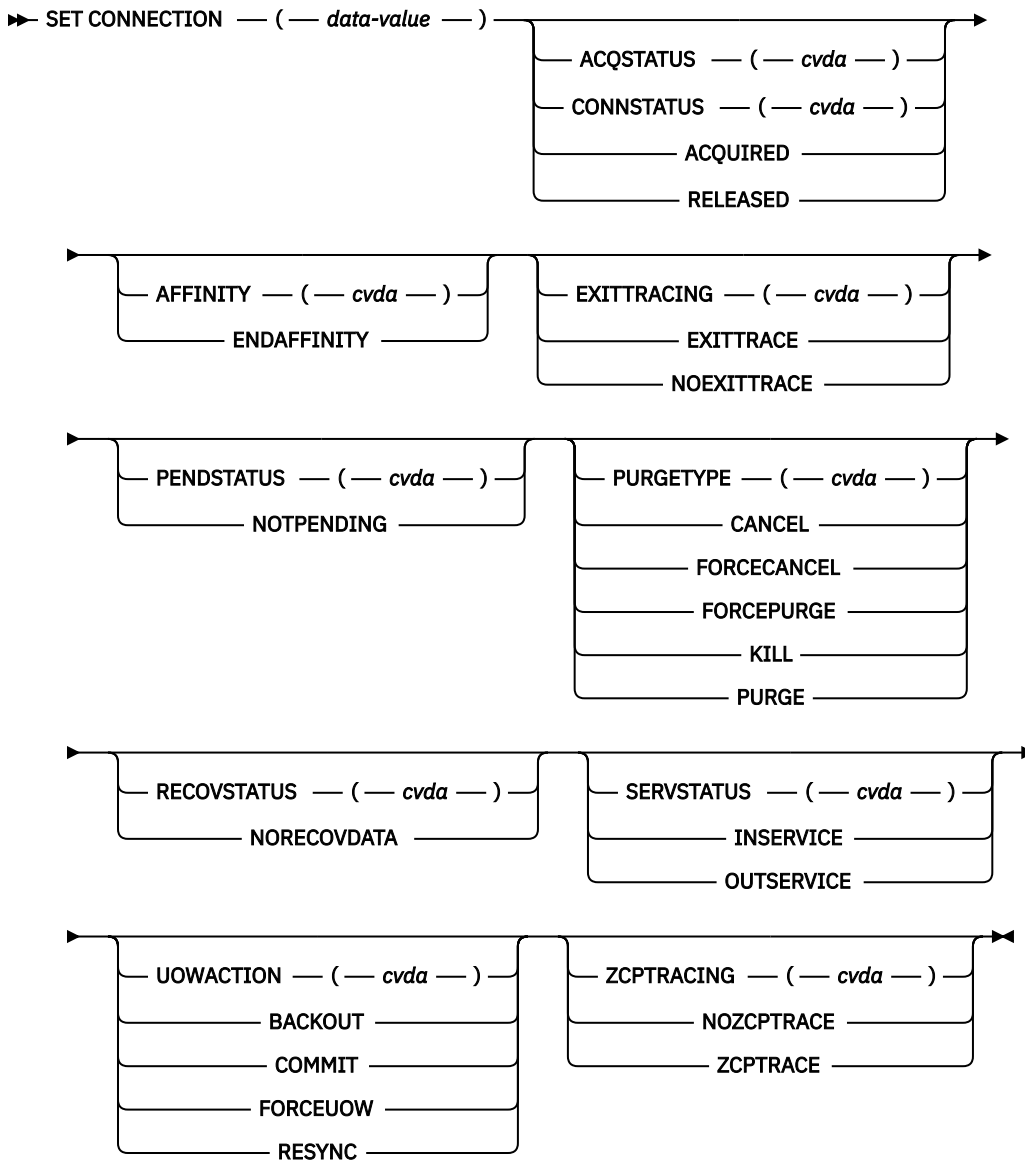 SET CONNECTION ( data-value )
ACQSTATUS ( cvda )
CONNSTATUS ( cvda )
ACQUIRED
RELEASED
AFFINITY ( cvda )
ENDAFFINITY
EXITTRACING ( cvda )
EXITTRACE
NOEXITTRACE
PENDSTATUS ( cvda )
NOTPENDING
PURGETYPE ( cvda )
CANCEL
FORCECANCEL
FORCEPURGE
KILL
PURGE
RECOVSTATUS ( cvda )
NORECOVDATA
SERVSTATUS ( cvda )
INSERVICE
OUTSERVICE
UOWACTION ( cvda )
BACKOUT
COMMIT
FORCEUOW
RESYNC
ZCPTRACING ( cvda )
NOZCPTRACE
ZCPTRACE